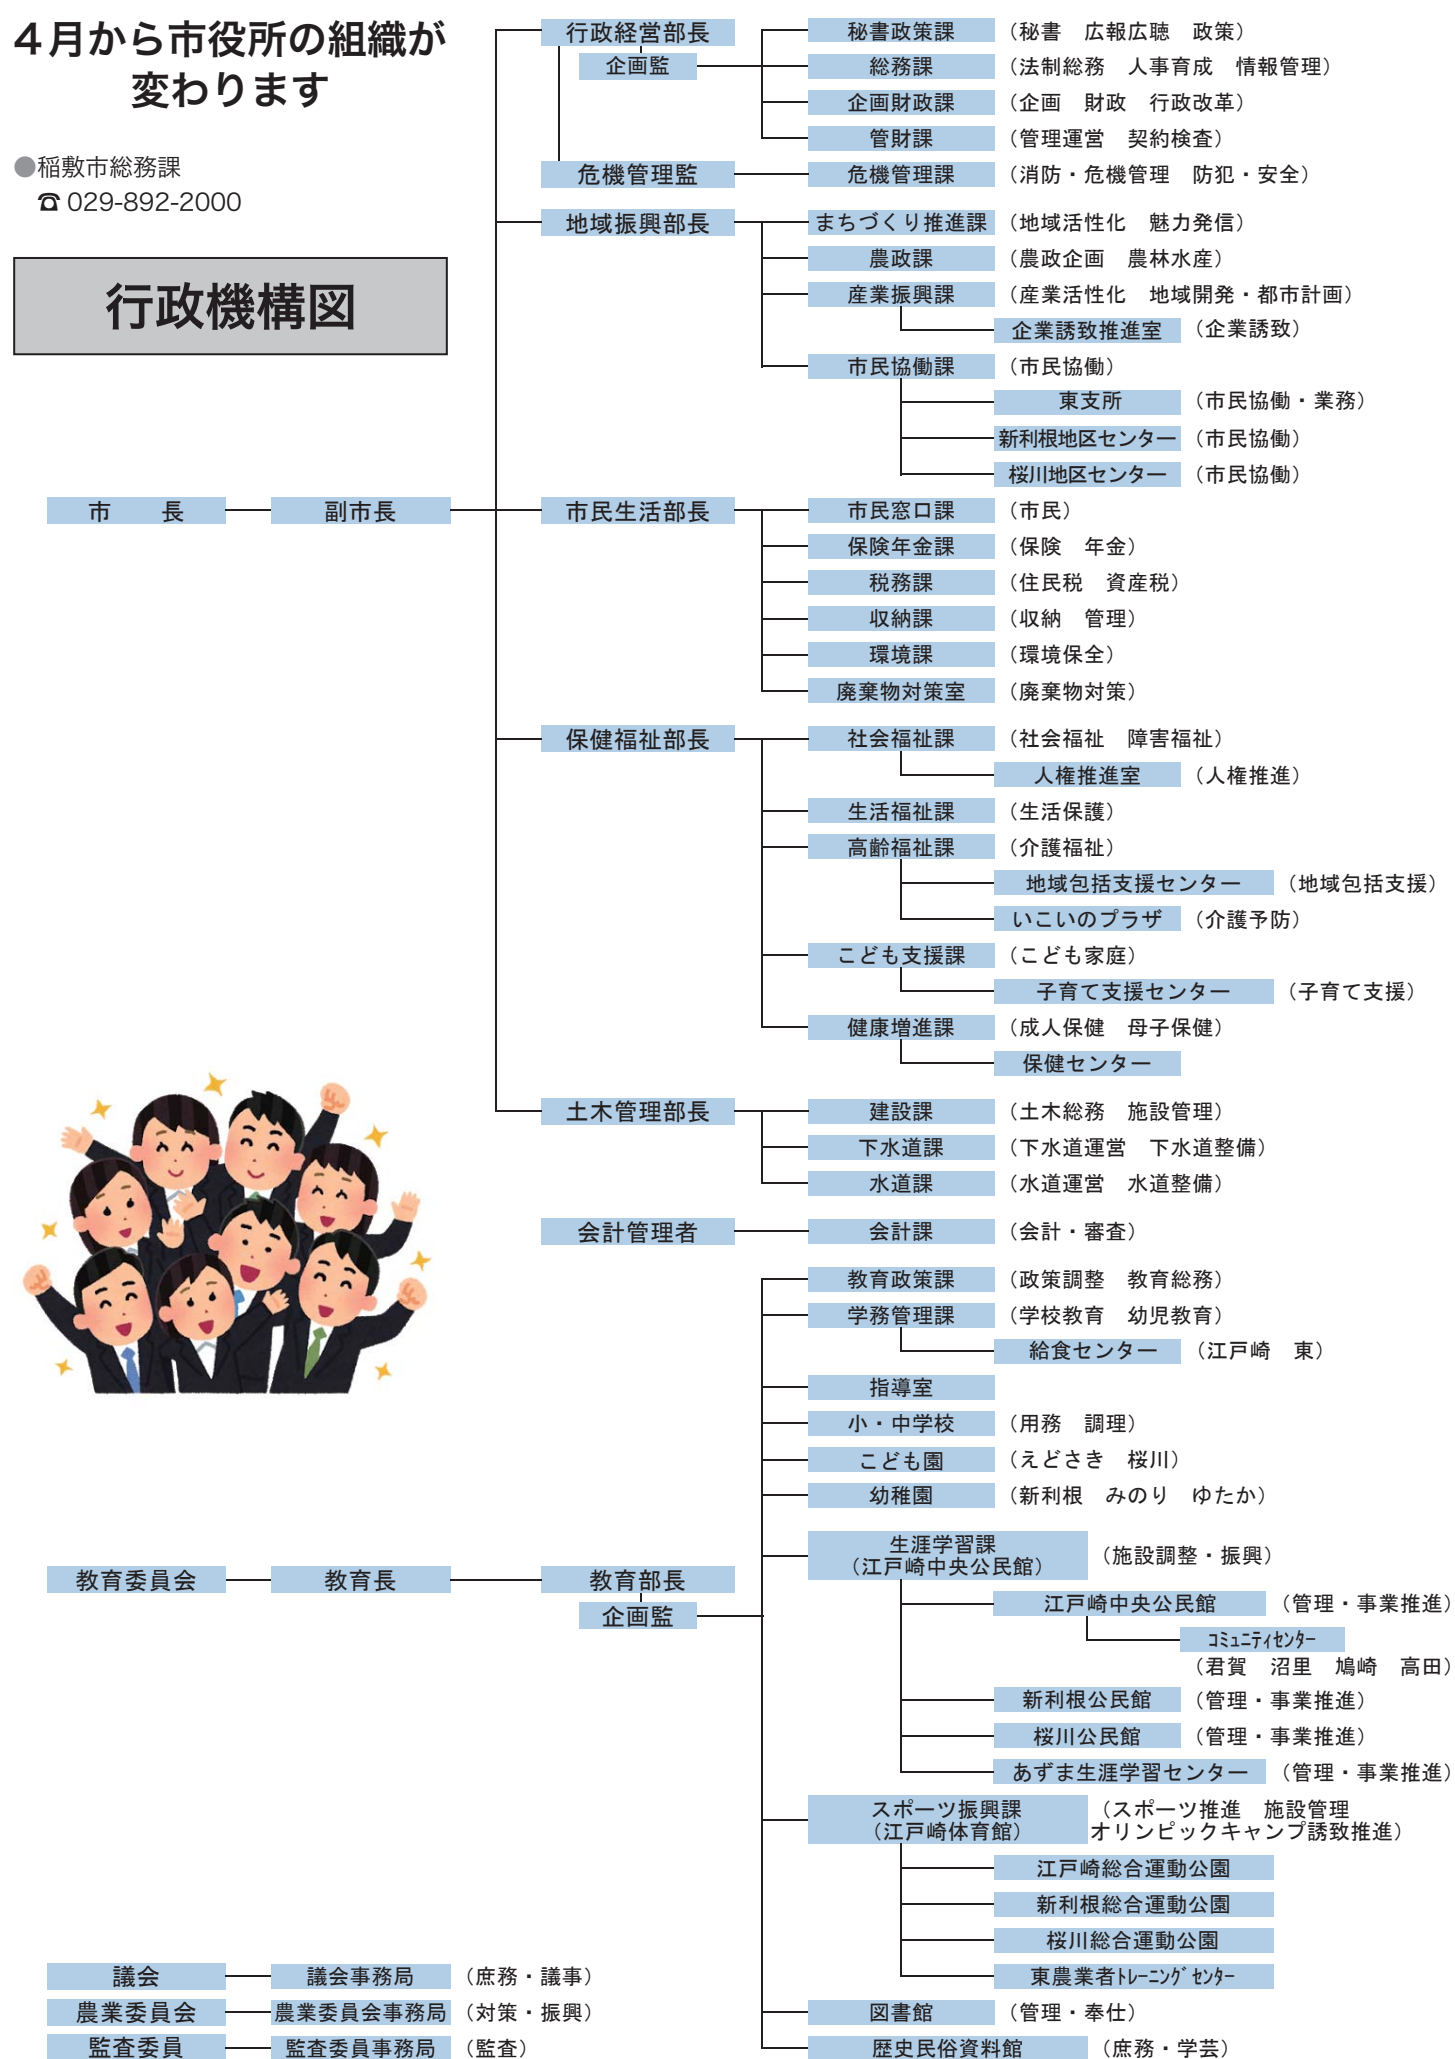 ４月から市役所の組織が
変わります
●稲敷市総務課
☎ 029-892-2000
行政機構図
市　　長
副市長
行政経営部長
企画監
秘書政策課（秘書　広報広聴　政策）
総務課（法制総務　人事育成　情報管理）
企画財政課（企画　財政　行政改革）
管財課（管理運営　契約検査）
危機管理監
危機管理課（消防・危機管理　防犯・安全）
地域振興部長
まちづくり推進課（地域活性化　魅力発信）
農政課（農政企画　農林水産）
産業振興課（産業活性化　地域開発・都市計画）
企業誘致推進室（企業誘致）
市民協働課（市民協働）
東支所（市民協働・業務）
新利根地区センター（市民協働）
桜川地区センター（市民協働）
市民生活部長
市民窓口課（市民）
保険年金課（保険　年金）
税務課（住民税　資産税）
収納課（収納　管理）
環境課（環境保全）
廃棄物対策室（廃棄物対策）
保健福祉部長
社会福祉課（社会福祉　障害福祉）
人権推進室（人権推進）
生活福祉課（生活保護）
高齢福祉課（介護福祉）
地域包括支援センター（地域包括支援）
いこいのプラザ（介護予防）
こども支援課（こども家庭）
子育て支援センター（子育て支援）
健康増進課（成人保健　母子保健）
保健センター
土木管理部長
建設課（土木総務　施設管理）
下水道課（下水道運営　下水道整備）
水道課（水道運営　水道整備）
会計管理者
会計課（会計・審査）
教育委員会
教育長
教育部長
企画監
教育政策課（政策調整　教育総務）
学務管理課（学校教育　幼児教育）
給食センター（江戸崎　東）
指導室
小・中学校（用務　調理）
こども園（えどさき　桜川）
幼稚園（新利根　みのり　ゆたか）
生涯学習課
（江戸崎中央公民館）（施設調整・振興）
江戸崎中央公民館（管理・事業推進）
コミュニティセンター
（君賀　沼里　鳩崎　高田）
新利根公民館（管理・事業推進）
桜川公民館（管理・事業推進）
あずま生涯学習センター（管理・事業推進）
スポーツ振興課（スポーツ推進　施設管理
（江戸崎体育館）オリンピックキャンプ誘致推進）
江戸崎総合運動公園
新利根総合運動公園
桜川総合運動公園
東農業者トレーニングセンター
図書館（管理・奉仕）
歴史民俗資料館（庶務・学芸）
議会
議会事務局（庶務・議事）
農業委員会
農業委員会事務局（対策・振興）
監査委員
監査委員事務局（監査）